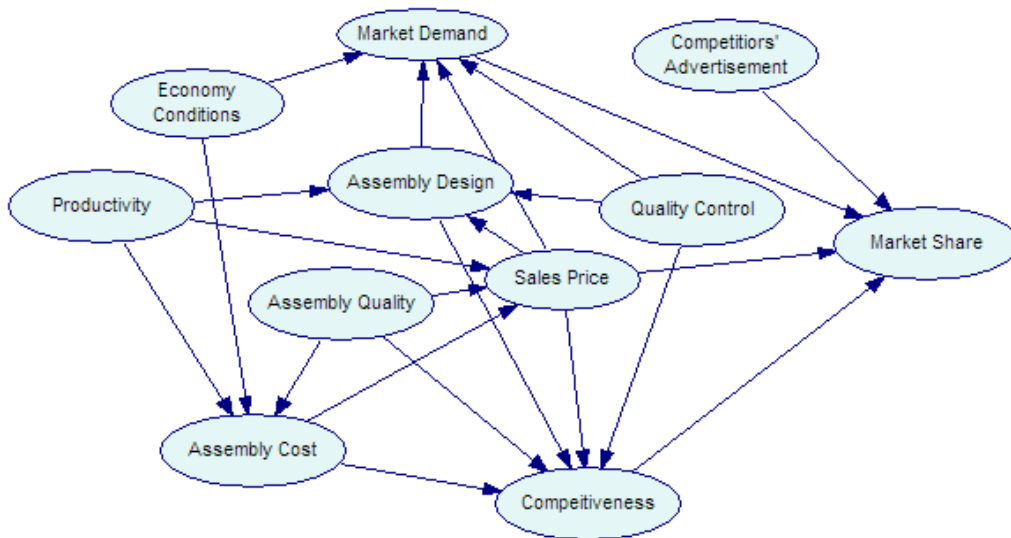 Market Demand
Competitiors'
Advertisement
Economy
Conditions
Assembly Design
Productivity
Quality Control
Market Share
Sales Price
Assembly Quality
Assembly Cost
Compeitiveness